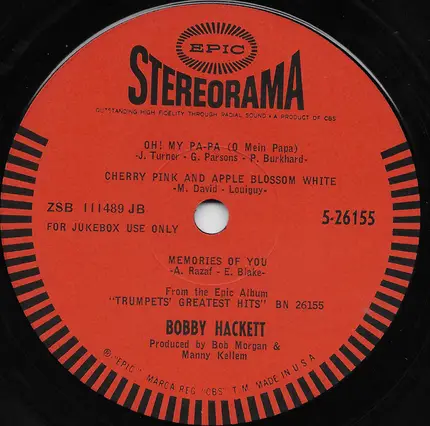 EPIC
STEREORAMA
OUTSTANDING HIGH FIDELITY THROUGH RADIAL SOUND • A PRODUCT OF CBS
OH! MY PA-PA (O Mein Papa)
-J. Turner - G. Parsons - P. Burkhard-
CHERRY PINK AND APPLE BLOSSOM WHITE
-M. David - Louiguy-
ZSB 111489 JB
5-26155
FOR JUKEBOX USE ONLY
MEMORIES OF YOU
-A. Razaf - E. Blake-
From the Epic Album
"TRUMPETS' GREATEST HITS" BN 26155
BOBBY HACKETT
Produced by Bob Morgan &
Manny Kellem
® "EPIC," MARCA REG. "CBS" T.M. MADE IN U.S.A.